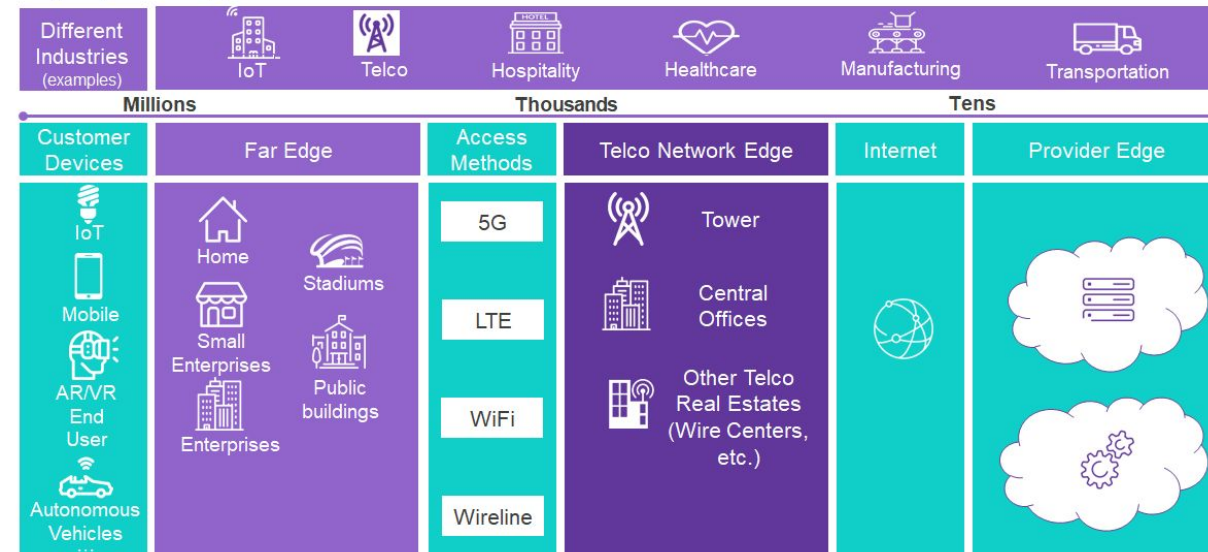 Different
Industries
(examples)
IoT
Telco
HOTEL
Hospitality
Healthcare
Manufacturing
Transportation
Millions
Thousands
Tens
Customer
Devices
Far Edge
Access
Methods
Telco Network Edge
Internet
Provider Edge
IoT
Mobile
AR/VR
End
User
Autonomous
Vehicles
...
Home
Stadiums
Small
Enterprises
Public
buildings
Enterprises
5G
LTE
WiFi
Wireline
Tower
Central
Offices
Other Telco
Real Estates
(Wire Centers,
etc.)